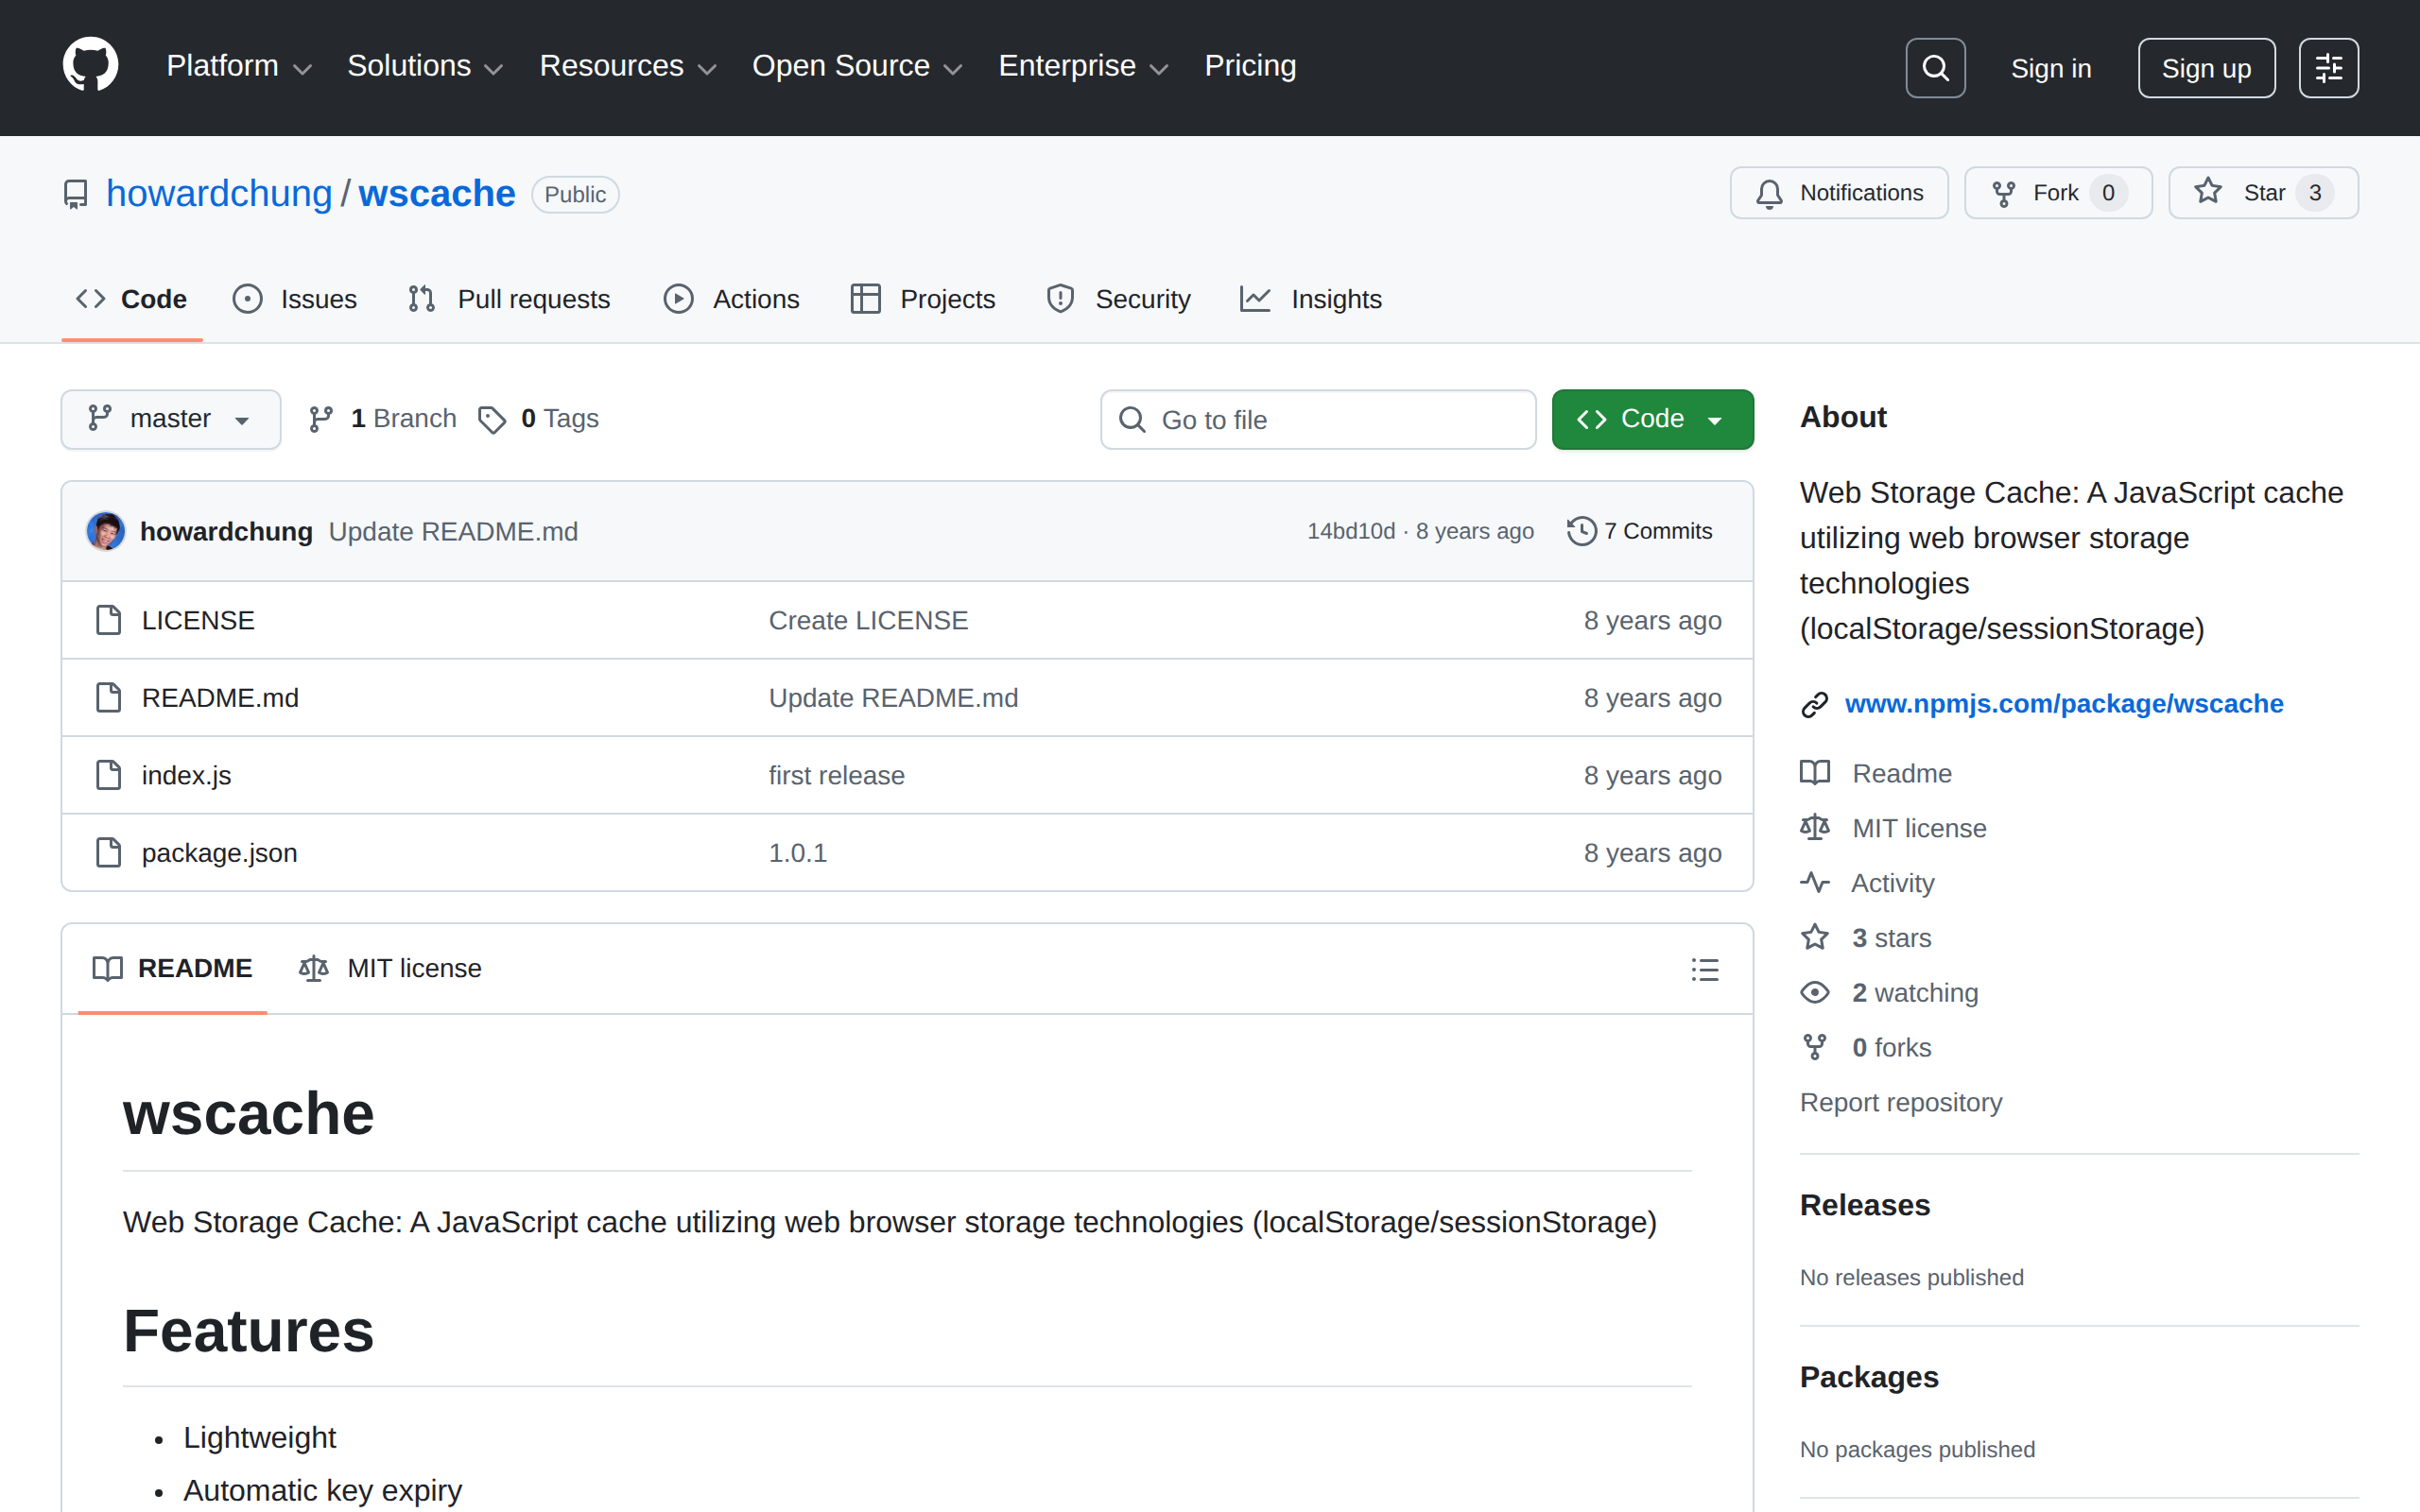 Platform Solutions Resources Open Source Enterprise Pricing Sign in Sign up
howardchung / wscache Public Notifications Fork 0 Star 3
Code Issues Pull requests Actions Projects Security Insights
master 1 Branch 0 Tags Go to file Code
howardchung Update README.md 14bd10d · 8 years ago 7 Commits
LICENSE Create LICENSE 8 years ago
README.md Update README.md 8 years ago
index.js first release 8 years ago
package.json 1.0.1 8 years ago
README MIT license
wscache
Web Storage Cache: A JavaScript cache utilizing web browser storage technologies (localStorage/sessionStorage)
Features
• Lightweight
• Automatic key expiry
About
Web Storage Cache: A JavaScript cache
utilizing web browser storage
technologies
(localStorage/sessionStorage)
www.npmjs.com/package/wscache
Readme
MIT license
Activity
3 stars
2 watching
0 forks
Report repository
Releases
No releases published
Packages
No packages published